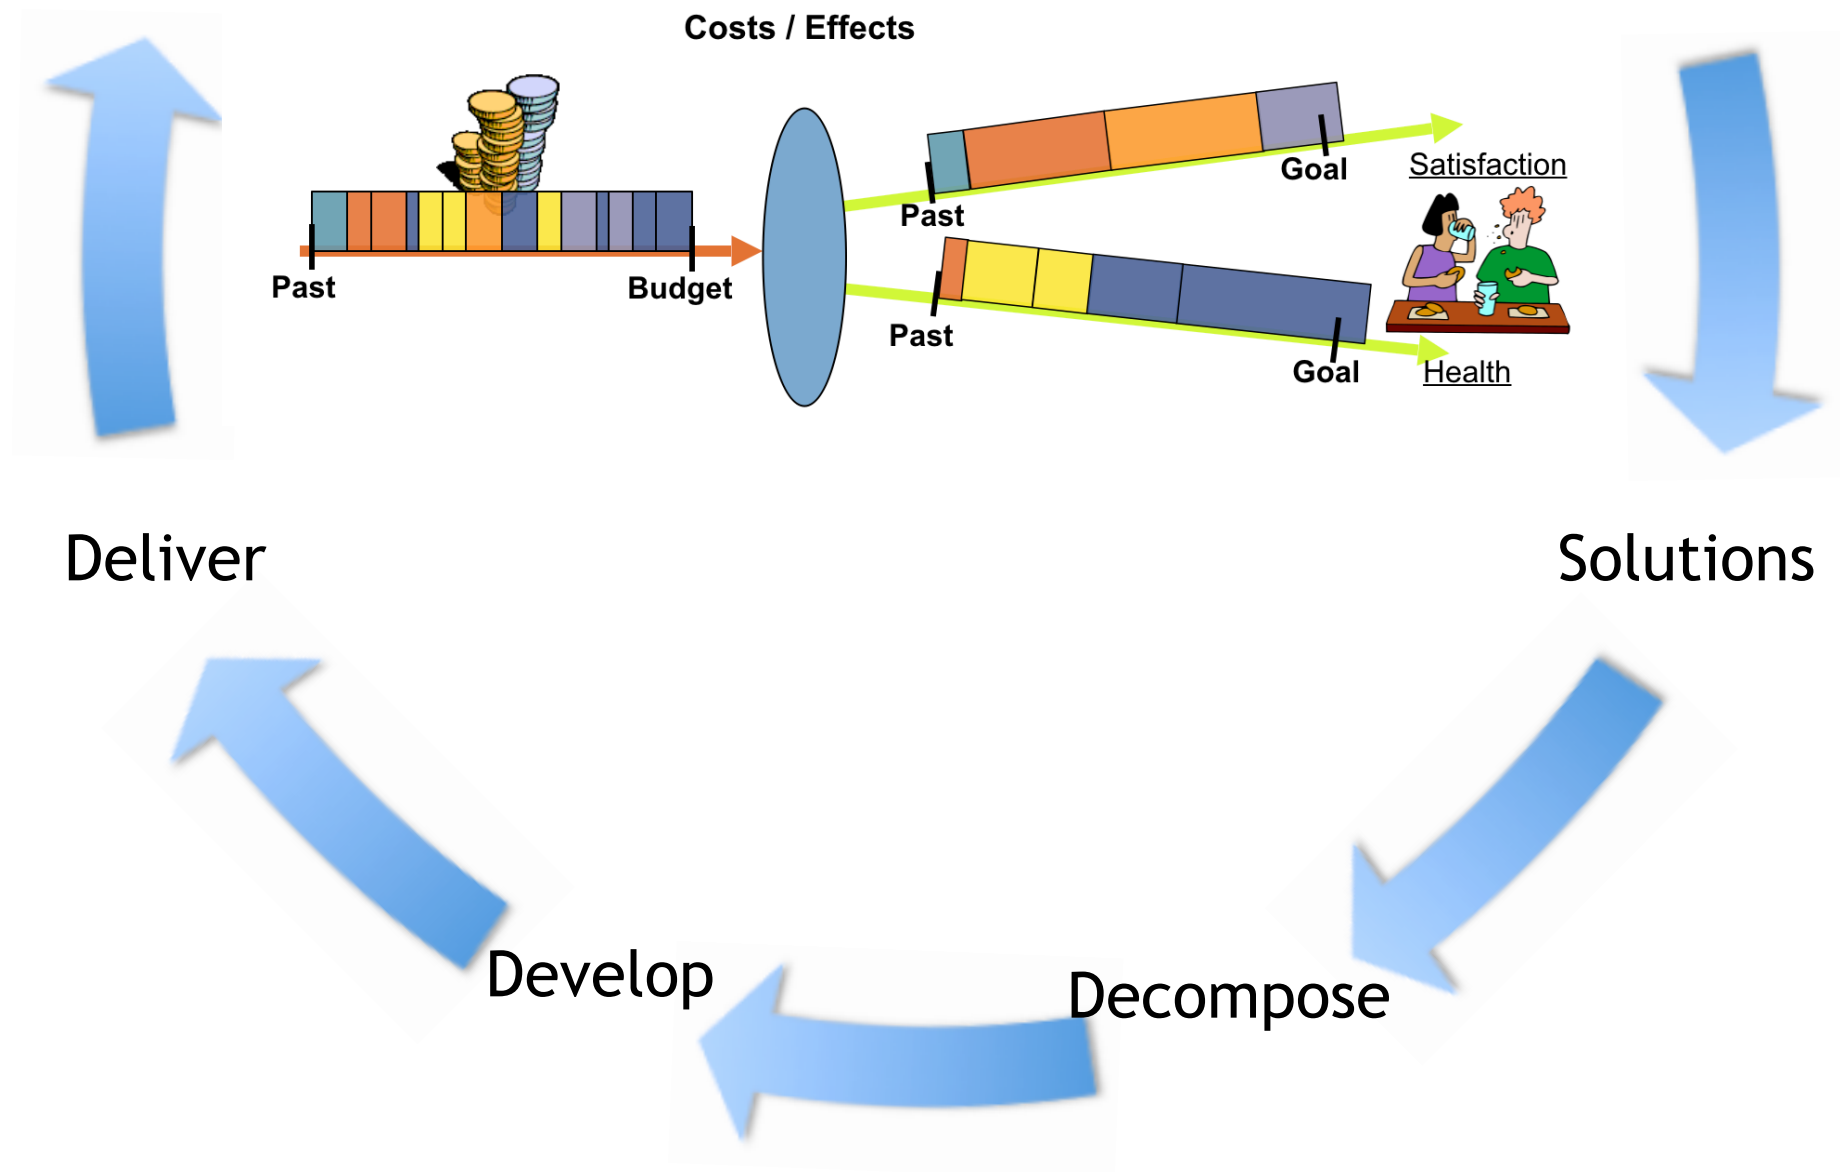 Costs / Effects
Satisfaction
Goal
Past
Past
Budget
Past
Goal
Health
Deliver
Solutions
Develop
Decompose